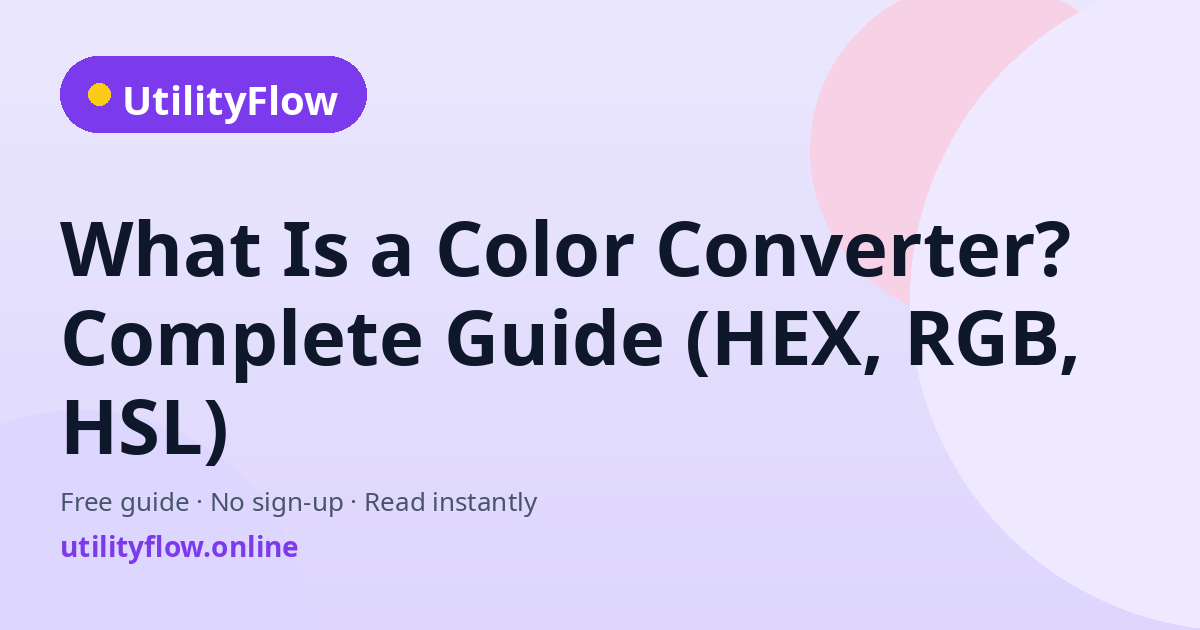 UtilityFlow
What Is a Color Converter?
Complete Guide (HEX, RGB,
HSL)
Free guide · No sign-up · Read instantly
utilityflow.online